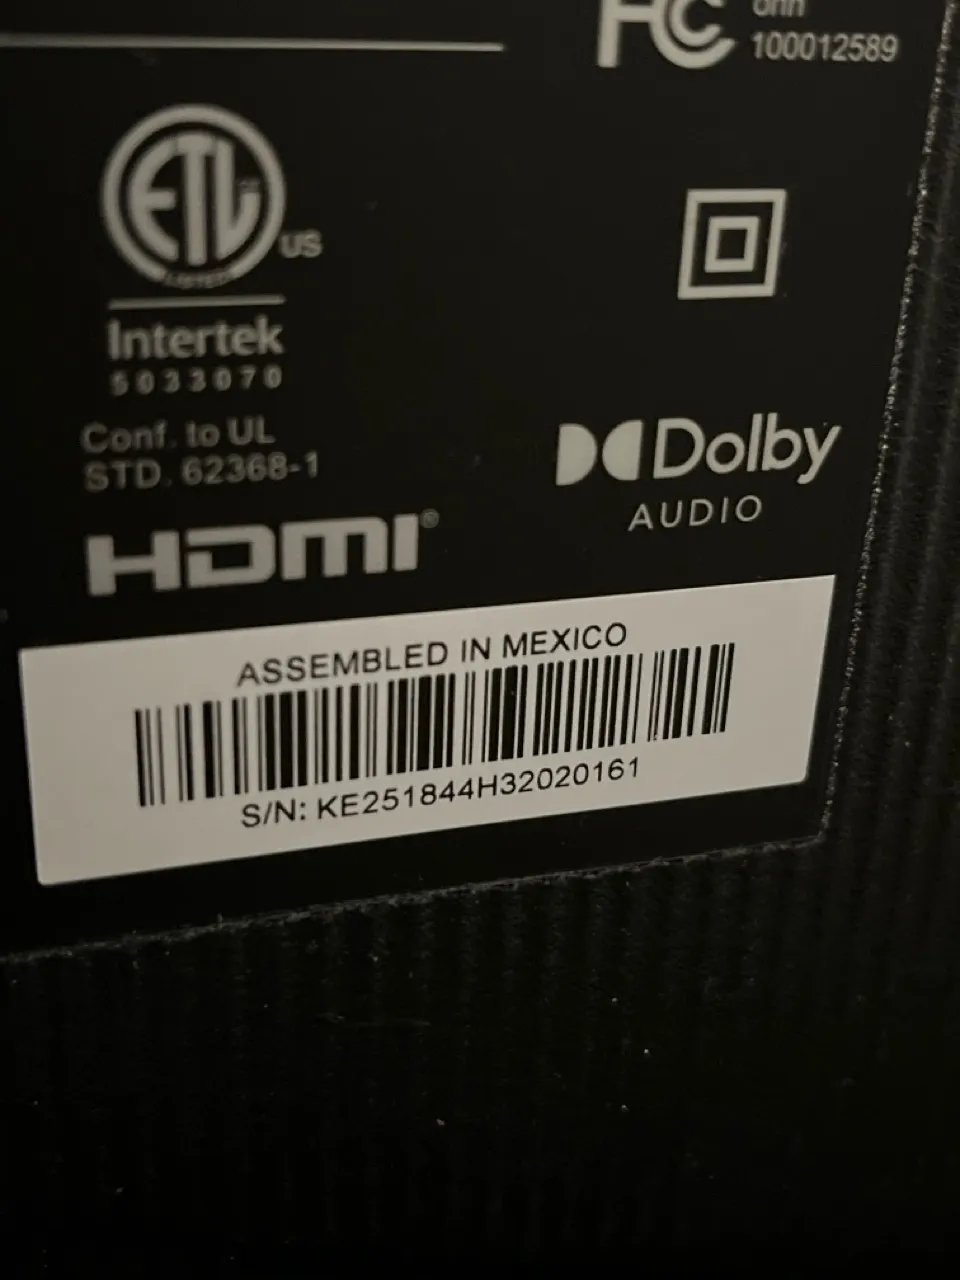 FC onn
100012589
ETL US
LISTED
Intertek
5033070
Conf. to UL
STD. 62368-1
Dolby
AUDIO
HDMI®
ASSEMBLED IN MEXICO
S/N: KE251844H32020161